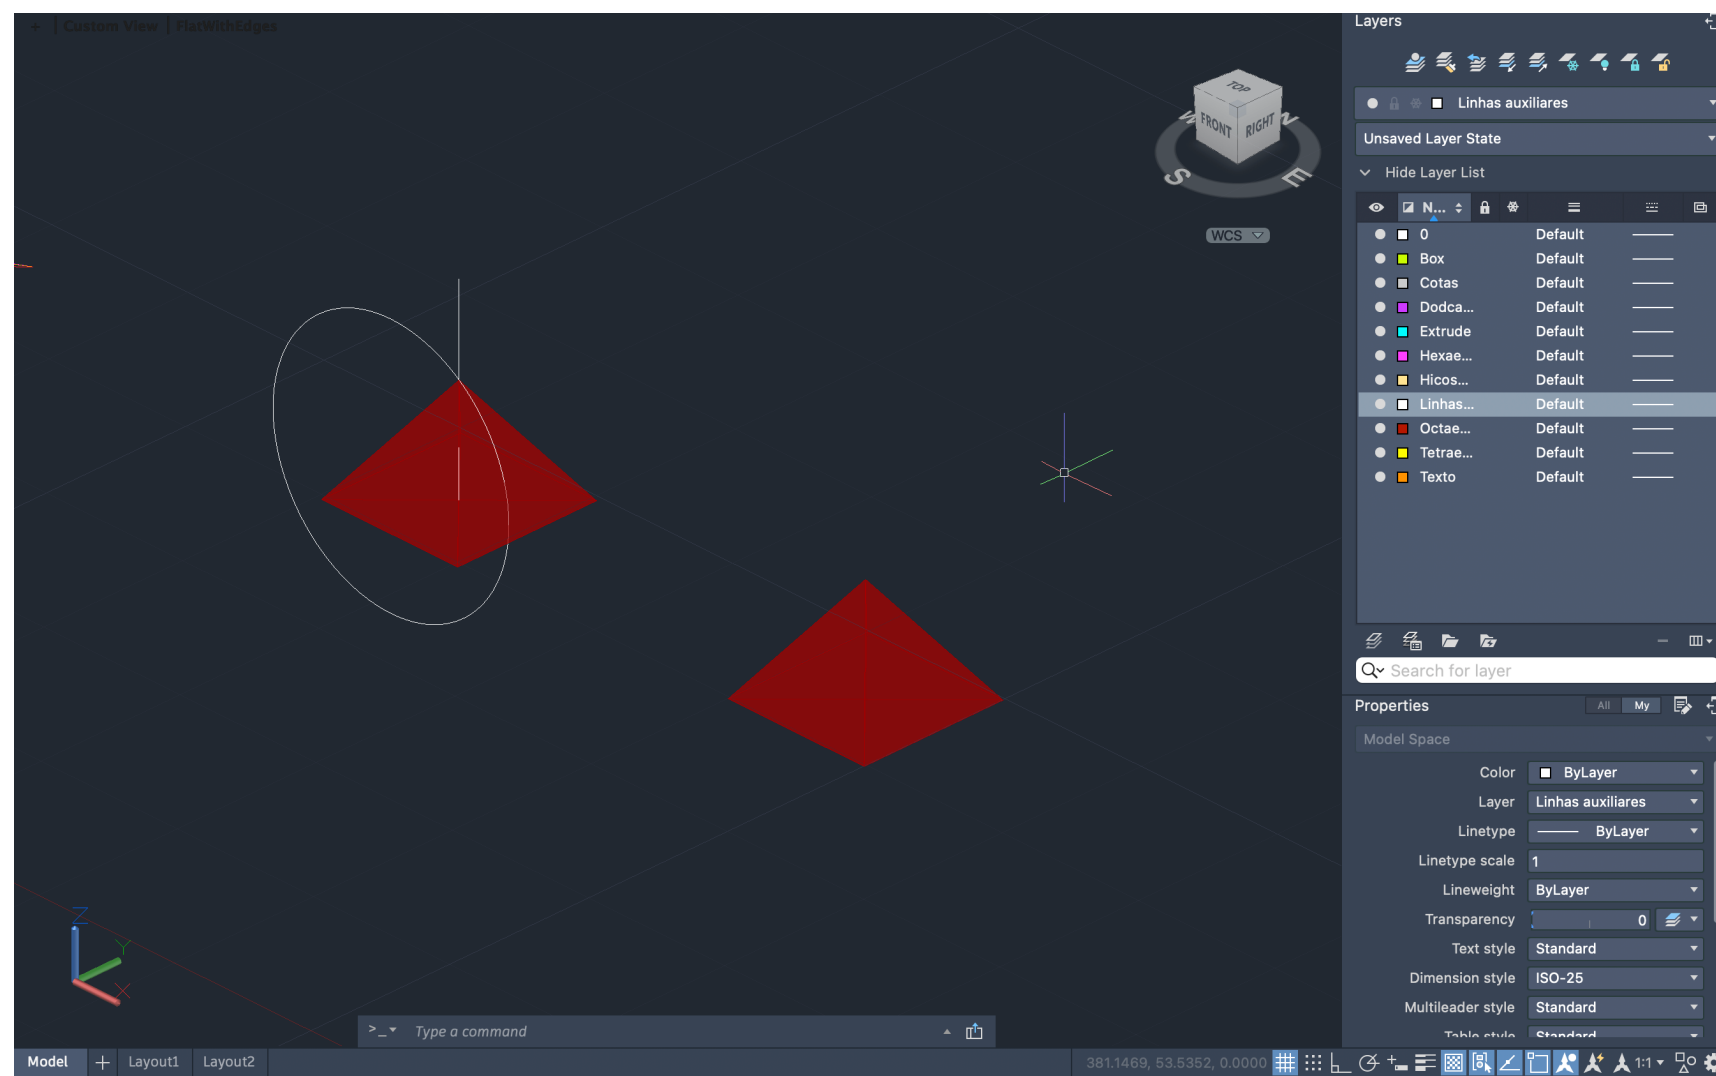 + | Custom View | FlatWithEdges
TOP
FRONT
RIGHT
W
N
S
E
WCS
Z
Y
X
>_ Type a command
Model
Layout1
Layout2
381.1469, 53.5352, 0.0000
1:1
Layers
Linhas auxiliares
Unsaved Layer State
Hide Layer List
N...
0 Default
Box Default
Cotas Default
Dodca... Default
Extrude Default
Hexae... Default
Hicos... Default
Linhas... Default
Octae... Default
Tetrae... Default
Texto Default
Search for layer
Properties All My
Model Space
Color ByLayer
Layer Linhas auxiliares
Linetype ByLayer
Linetype scale 1
Lineweight ByLayer
Transparency 0
Text style Standard
Dimension style ISO-25
Multileader style Standard
Table style Standard